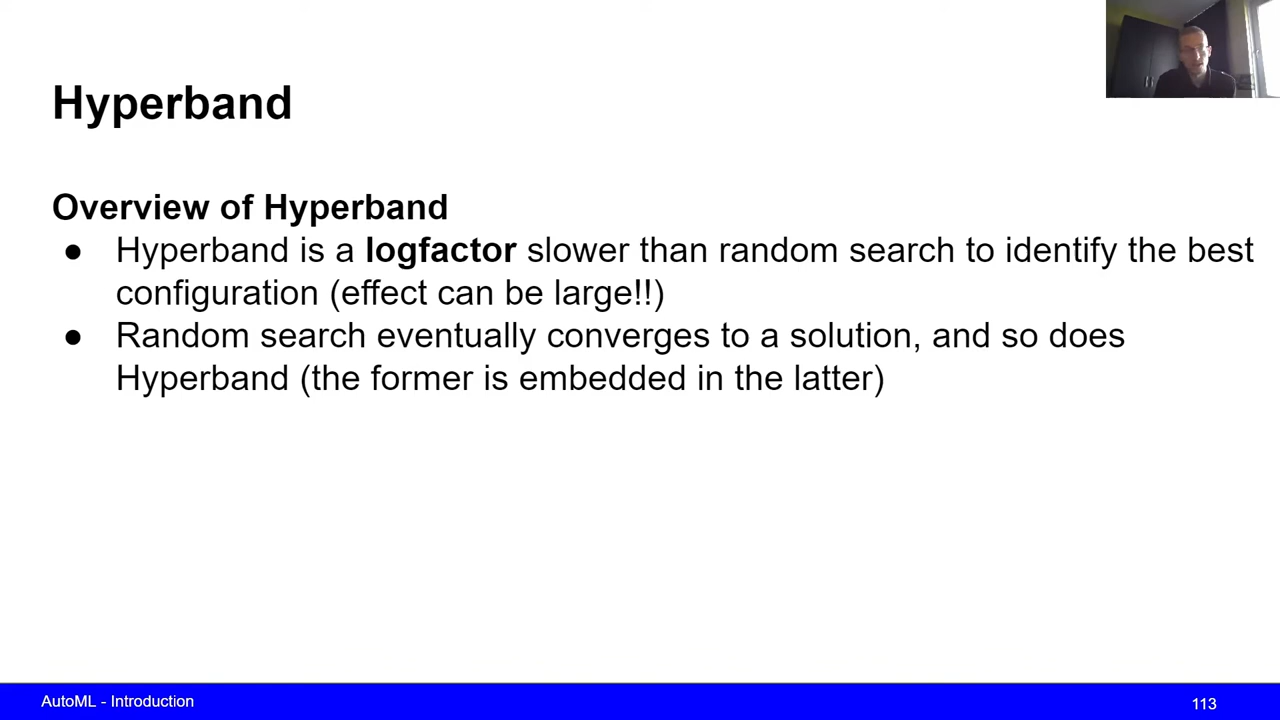 Hyperband
Overview of Hyperband
● Hyperband is a logfactor slower than random search to identify the best
configuration (effect can be large!!)
● Random search eventually converges to a solution, and so does
Hyperband (the former is embedded in the latter)
AutoML - Introduction
113